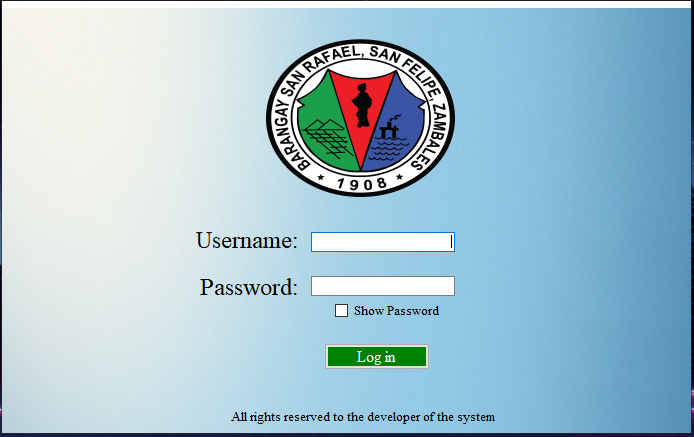 BARANGAY SAN RAFAEL, SAN FELIPE, ZAMBALES
★ 1908 ★
Username:
Password:
Show Password
Log in
All rights reserved to the developer of the system